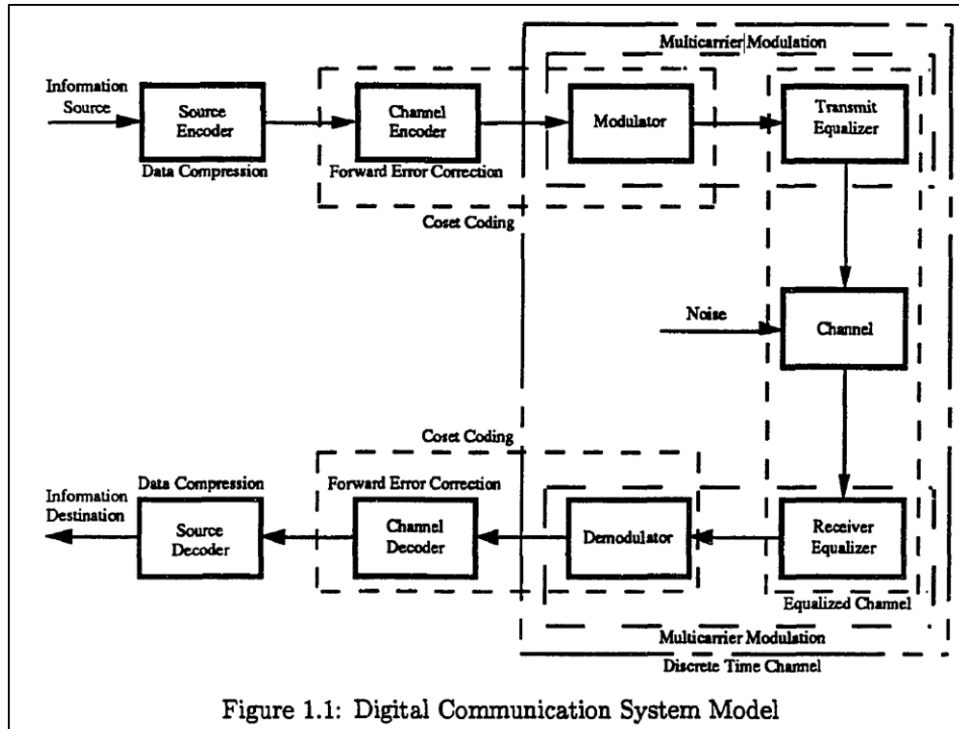 Multicarrier Modulation
Information
Source
Source
Encoder
Channel
Encoder
Modulator
Transmit
Equalizer
Data Compression
Forward Error Correction
Coset Coding
Noise
Channel
Coset Coding
Data Compression
Forward Error Correction
Information
Destination
Source
Decoder
Channel
Decoder
Demodulator
Receiver
Equalizer
Equalized Channel
Multicarrier Modulation
Discrete Time Channel
Figure 1.1: Digital Communication System Model